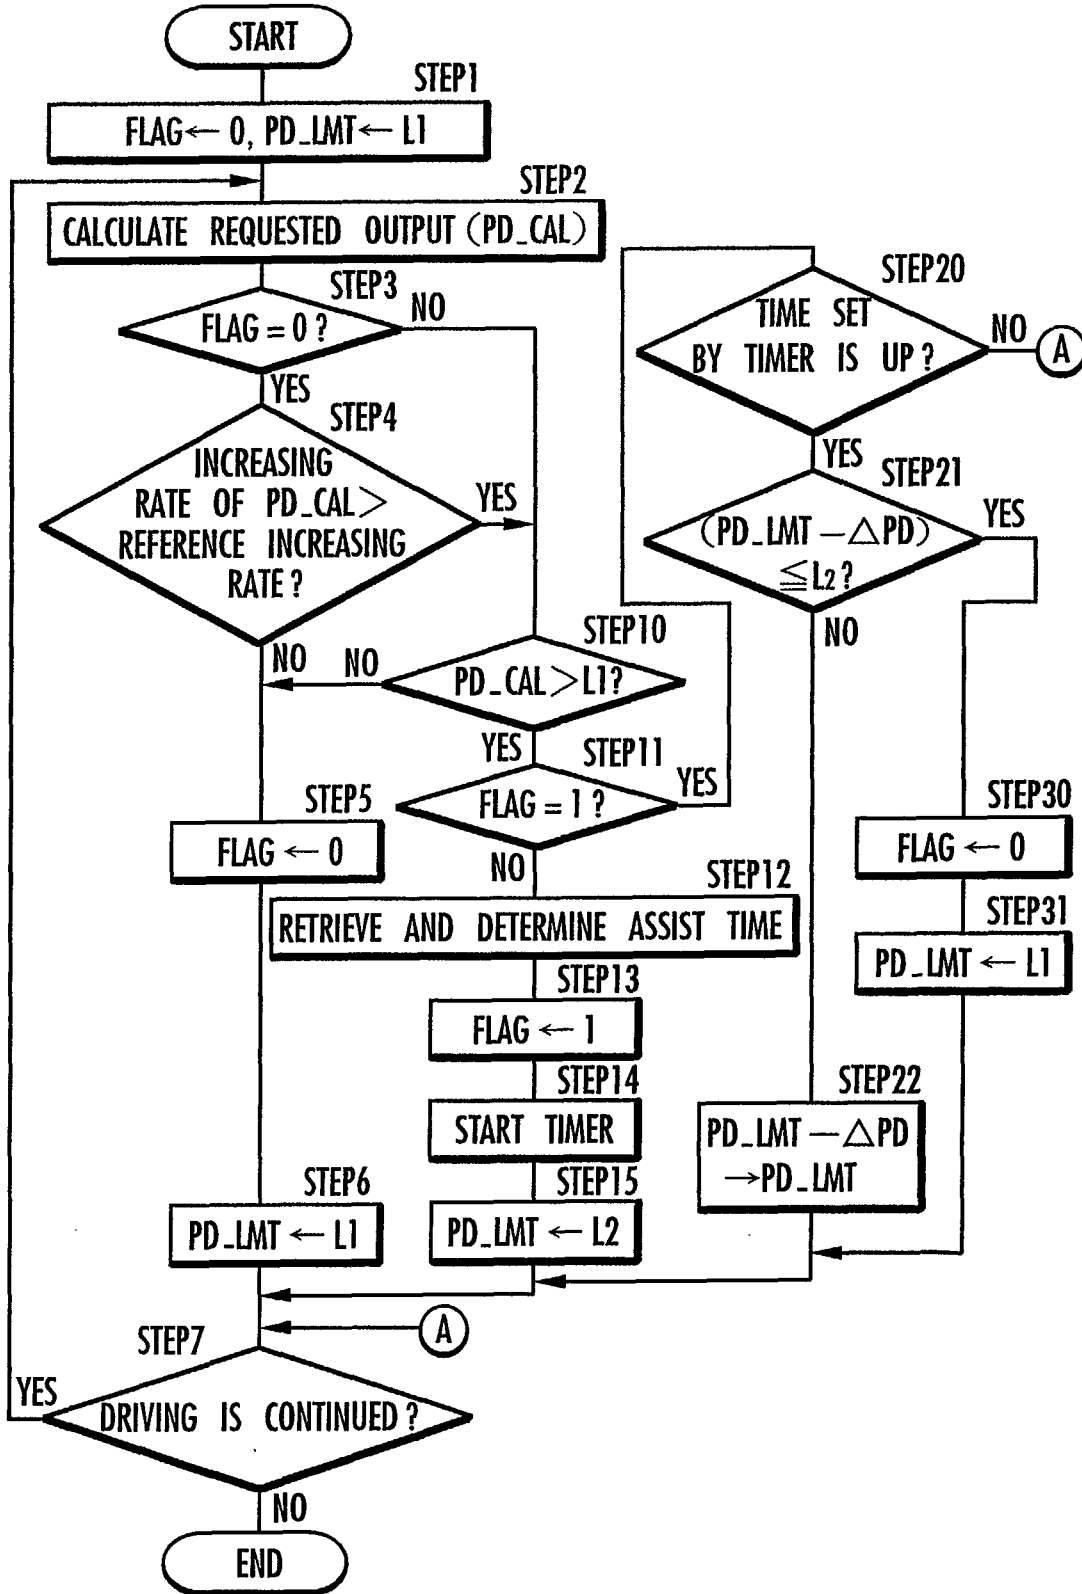 START
STEP1
FLAG ← 0, PD_LMT ← L1
STEP2
CALCULATE REQUESTED OUTPUT (PD_CAL)
STEP3
FLAG = 0 ?
NO
YES
STEP4
INCREASING
RATE OF PD_CAL >
REFERENCE INCREASING
RATE ?
YES
NO
STEP10
PD_CAL > L1?
NO
YES
STEP11
FLAG = 1 ?
YES
NO
STEP5
FLAG ← 0
STEP12
RETRIEVE AND DETERMINE ASSIST TIME
STEP13
FLAG ← 1
STEP14
START TIMER
STEP15
PD_LMT ← L2
STEP6
PD_LMT ← L1
STEP20
TIME SET
BY TIMER IS UP ?
NO
A
YES
STEP21
(PD_LMT − △PD)
≦ L2 ?
YES
NO
STEP22
PD_LMT − △PD
→ PD_LMT
STEP30
FLAG ← 0
STEP31
PD_LMT ← L1
A
STEP7
DRIVING IS CONTINUED ?
YES
NO
END